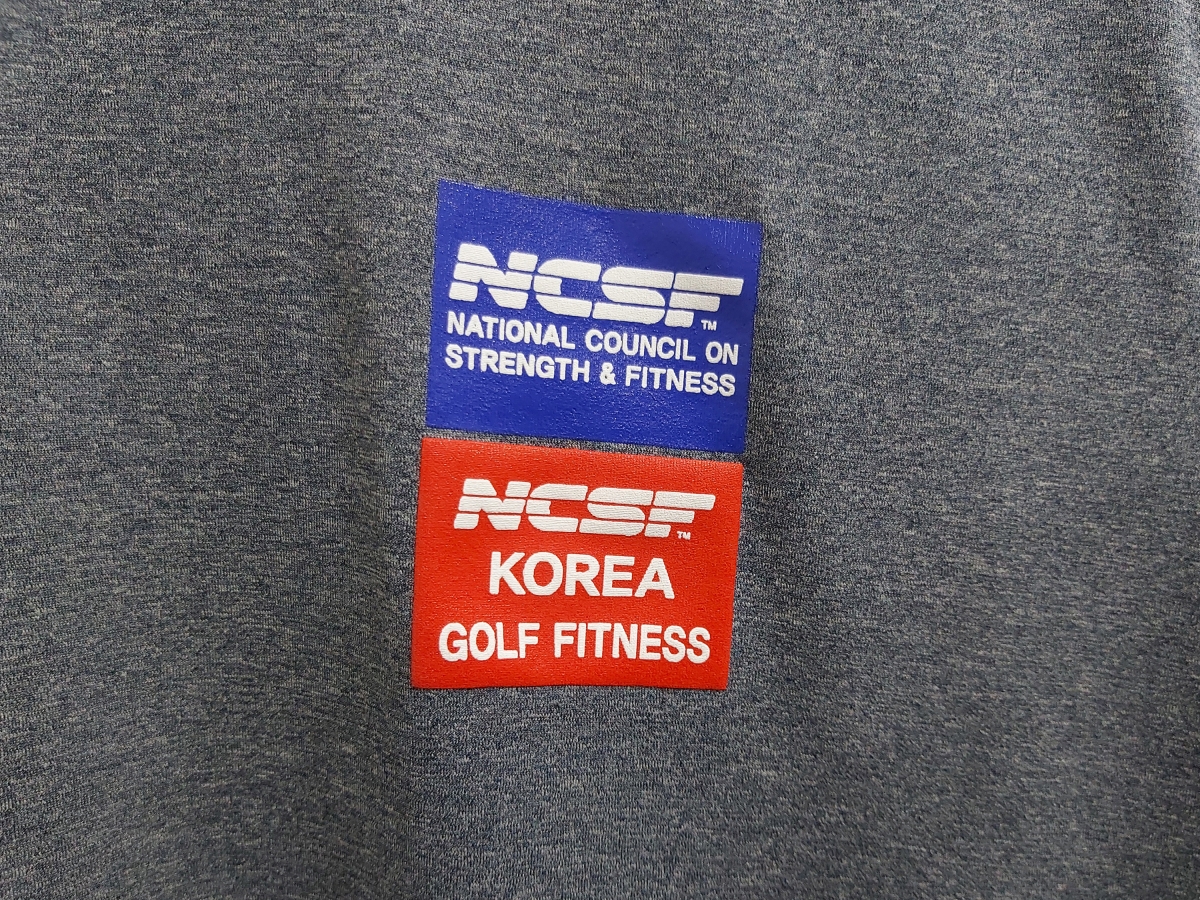 NCSF™
NATIONAL COUNCIL ON
STRENGTH & FITNESS
NCSF™
KOREA
GOLF FITNESS